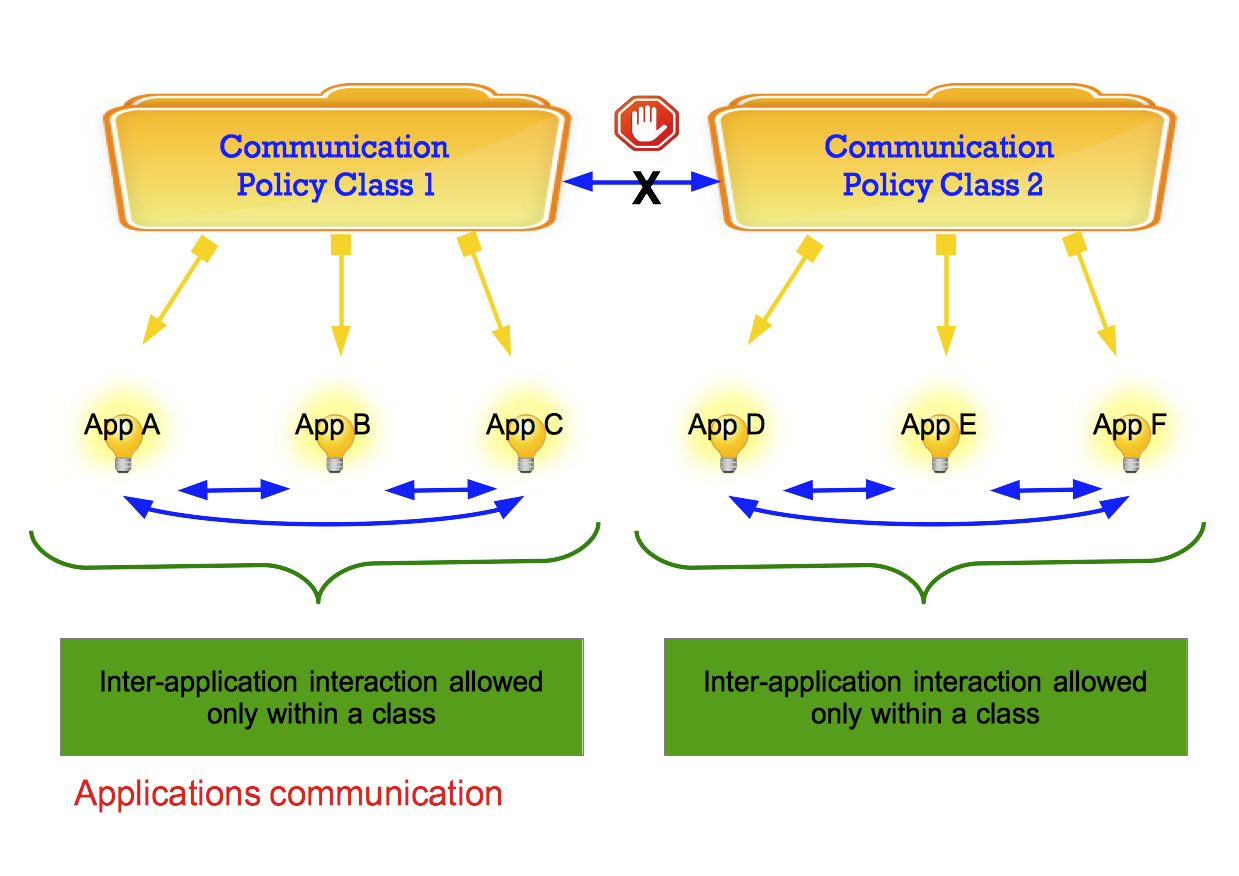 Communication
Policy Class 1
X
Communication
Policy Class 2
App A
App B
App C
App D
App E
App F
Inter-application interaction allowed
only within a class
Inter-application interaction allowed
only within a class
Applications communication